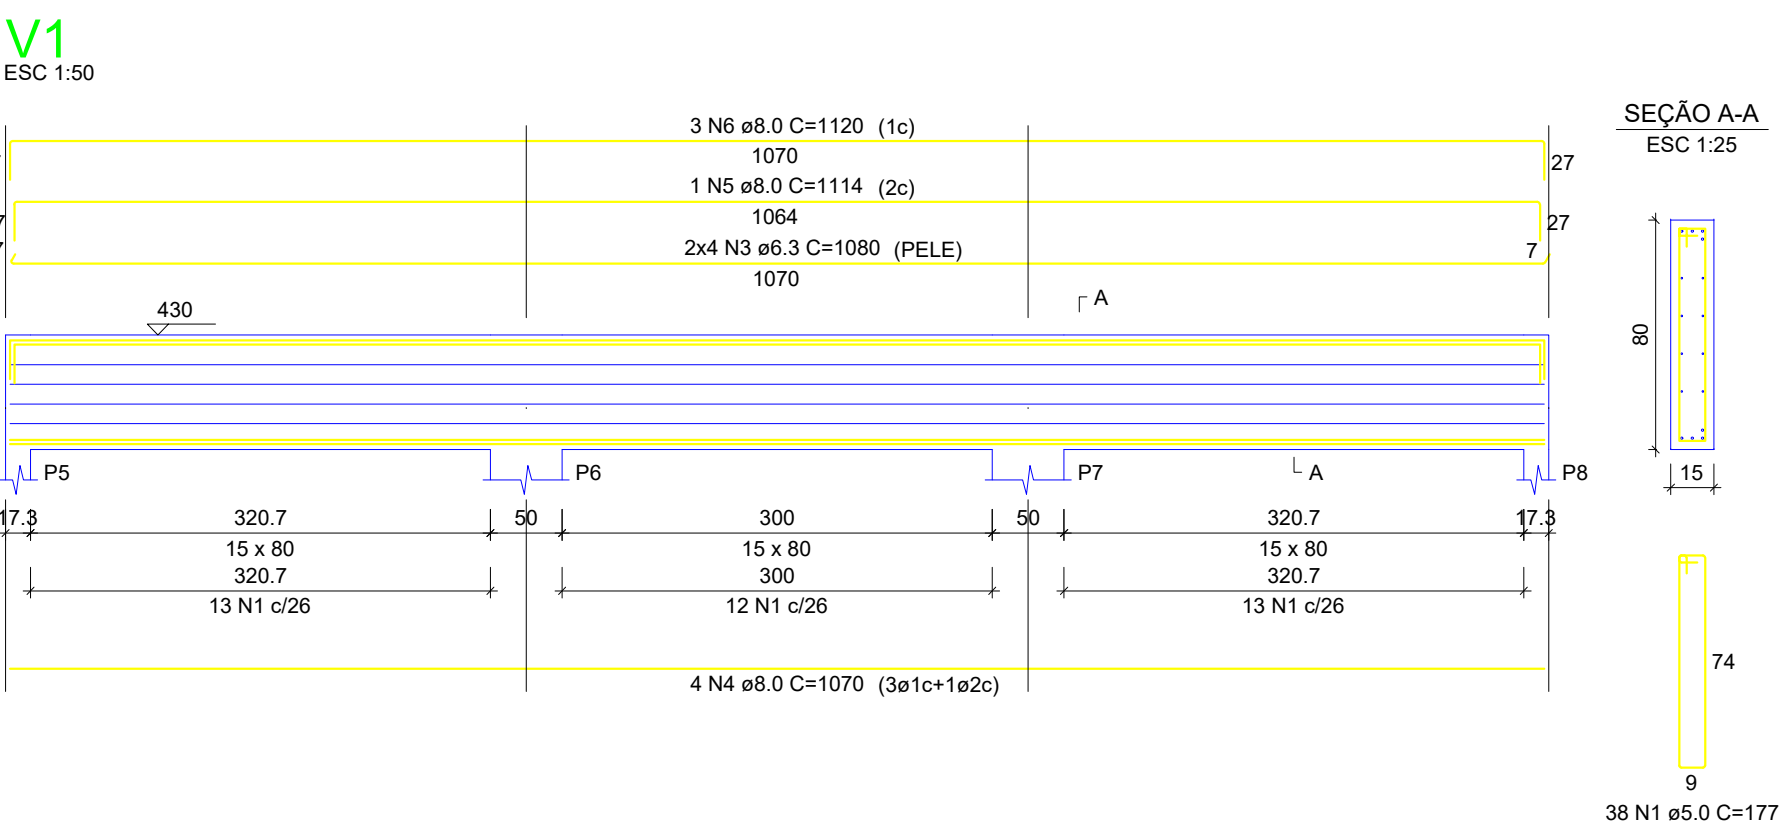 V1
ESC 1:50
3 N6 ø8.0 C=1120 (1c)
1070
27
1 N5 ø8.0 C=1114 (2c)
1064
27
2x4 N3 ø6.3 C=1080 (PELE)
7
1070
A
430
P5
P6
P7
A
P8
17.3
320.7
50
300
50
320.7
17.3
15 x 80
15 x 80
15 x 80
320.7
300
320.7
13 N1 c/26
12 N1 c/26
13 N1 c/26
4 N4 ø8.0 C=1070 (3ø1c+1ø2c)
SEÇÃO A-A
ESC 1:25
80
15
74
9
38 N1 ø5.0 C=177